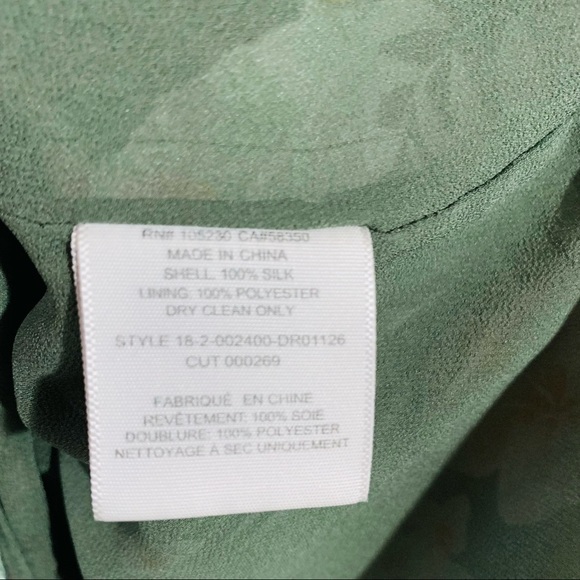 RN# 105230 CA#58350
MADE IN CHINA
SHELL: 100% SILK
LINING: 100% POLYESTER
DRY CLEAN ONLY
STYLE 18-2-002400-DR01126
CUT 000269
FABRIQUÉ EN CHINE
REVÊTEMENT: 100% SOIE
DOUBLURE: 100% POLYESTER
NETTOYAGE À SEC UNIQUEMENT